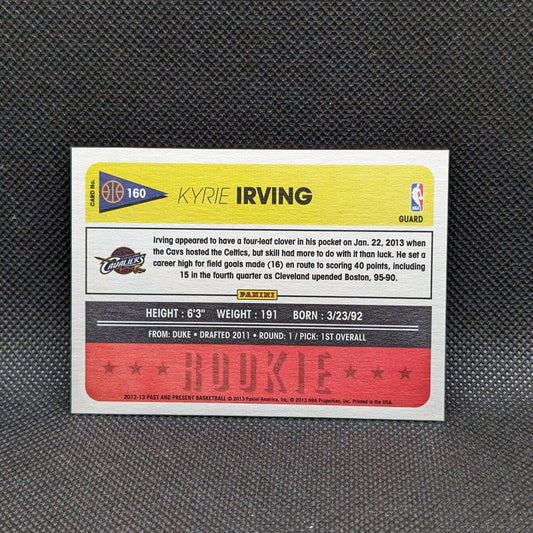 CARD No.
160
KYRIE IRVING
NBA
GUARD
CAVALIERS
Irving appeared to have a four-leaf clover in his pocket on Jan. 22, 2013 when
the Cavs hosted the Celtics, but skill had more to do with it than luck. He set a
career high for field goals made (16) en route to scoring 40 points, including
15 in the fourth quarter as Cleveland upended Boston, 95-90.
PANINI
HEIGHT : 6'3" WEIGHT : 191 BORN : 3/23/92
FROM: DUKE • DRAFTED 2011 • ROUND: 1 / PICK: 1ST OVERALL
ROOKIE
2012-13 PAST AND PRESENT BASKETBALL © 2013 Panini America, Inc. © 2013 NBA Properties, Inc. Printed in the USA.